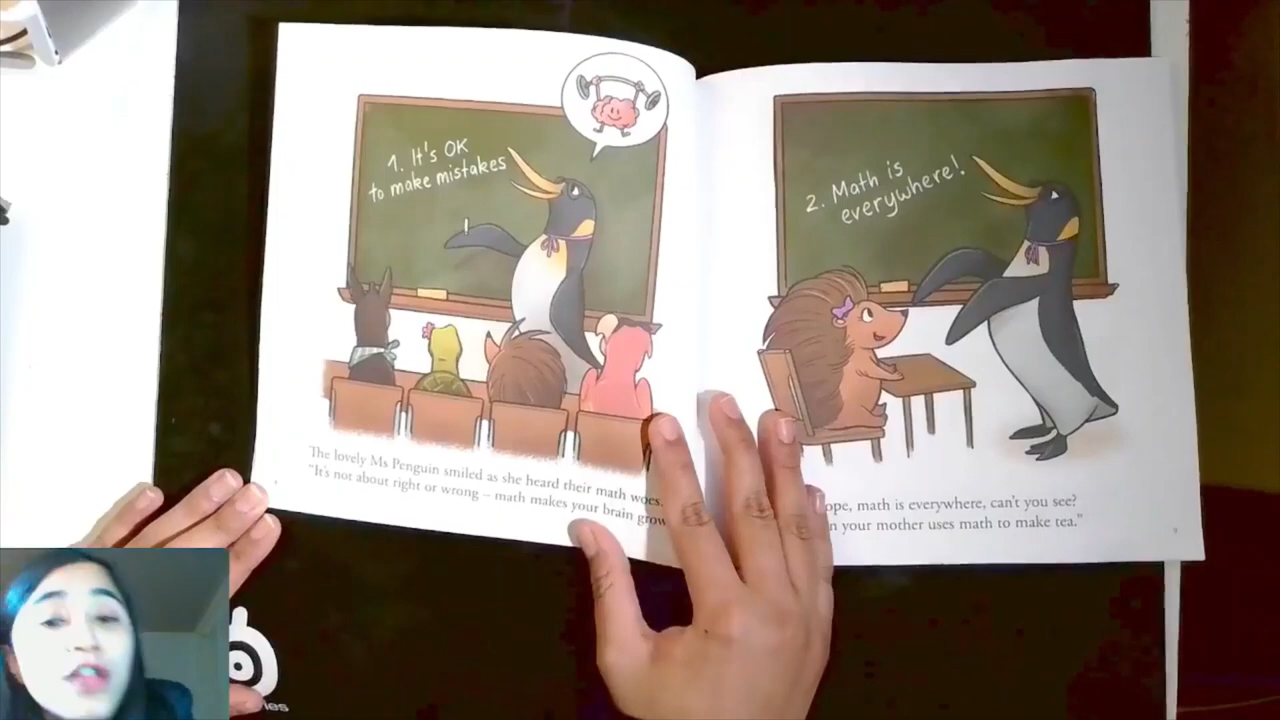 1. It's OK
to make mistakes
The lovely Ms Penguin smiled as she heard their math woes.
"It's not about right or wrong – math makes your brain grow
2. Math is
everywhere!
ope, math is everywhere, can't you see?
n your mother uses math to make tea."
9
ies